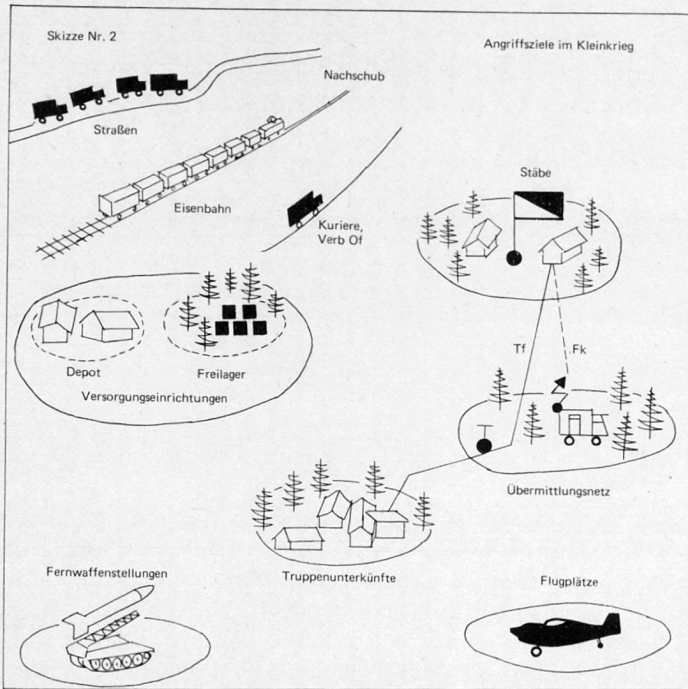 Skizze Nr. 2
Angriffsziele im Kleinkrieg
Nachschub
Straßen
Eisenbahn
Kuriere,
Verb Of
Stäbe
Tf
Fk
Depot
Freilager
Versorgungseinrichtungen
Übermittlungsnetz
Truppenunterkünfte
Fernwaffenstellungen
Flugplätze